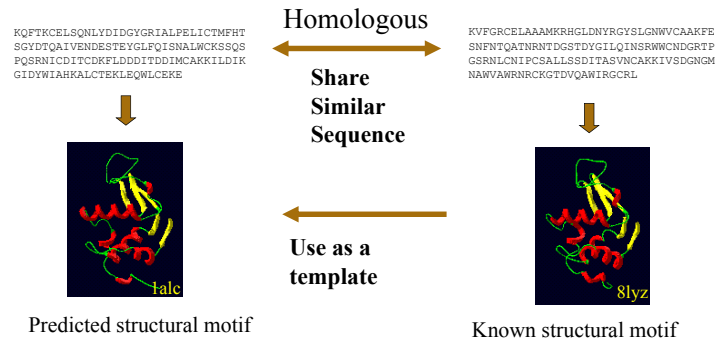 Homologous
KQFTKCELSQNLYDIDGYGRIALPELICTMFHT
SGYDTQAIVENDESTEYGLFQISNALWCKSSQS
PQSRNICDITCDKFLDDDITDDIMCAKKILDIK
GIDYWIAHKALCTEKLEQWLCEKE
KVFGRCELAAAMKRHGLDNYRGYSLGNWVCAAKFE
SNFNTQATNRNTDGSTDYGILQINSRWWCNDGRTP
GSRNLCNIPCSALLSSDITASVNCAKKIVSDGNGM
NAWVAWRNRCKGTDVQAWIRGCRL
Share
Similar
Sequence
1alc
Use as a
template
8lyz
Predicted structural motif
Known structural motif